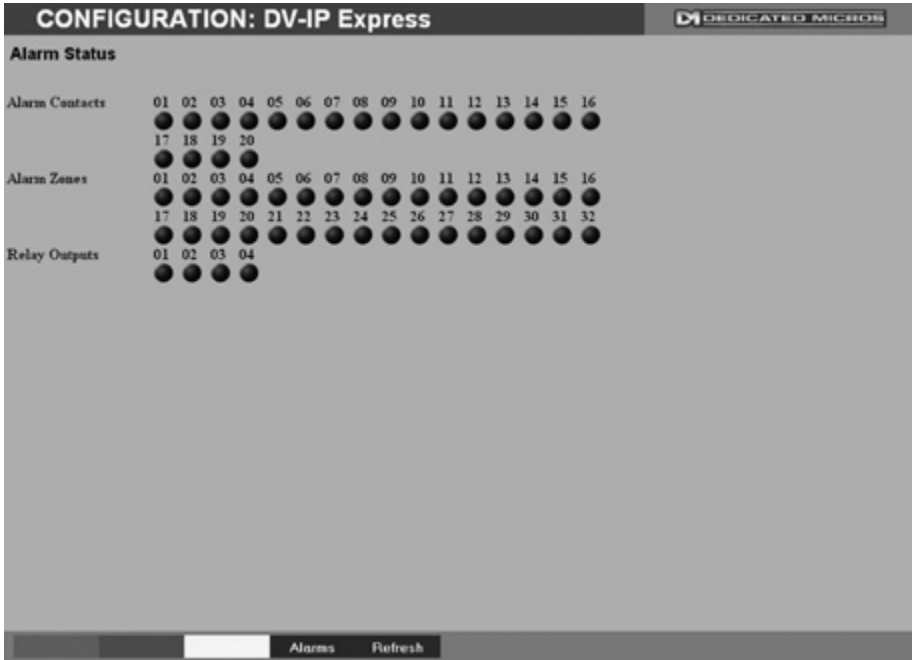 CONFIGURATION: DV-IP Express
DEDICATED MICROS
Alarm Status
Alarm Contacts 01 02 03 04 05 06 07 08 09 10 11 12 13 14 15 16
17 18 19 20
Alarm Zones 01 02 03 04 05 06 07 08 09 10 11 12 13 14 15 16
17 18 19 20 21 22 23 24 25 26 27 28 29 30 31 32
Relay Outputs 01 02 03 04
Alarms Refresh